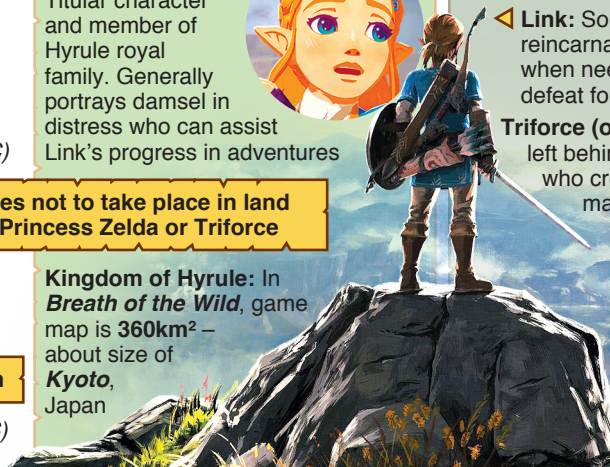 Titular character
and member of
Hyrule royal
family. Generally
portrays damsel in
distress who can assist
Link's progress in adventures
es not to take place in land
Princess Zelda or Triforce
Kingdom of Hyrule: In
Breath of the Wild, game
map is 360km² –
about size of
Kyoto,
Japan
Link: So
reincarna
when nee
defeat fo
Triforce (o
left behin
who cr
ma